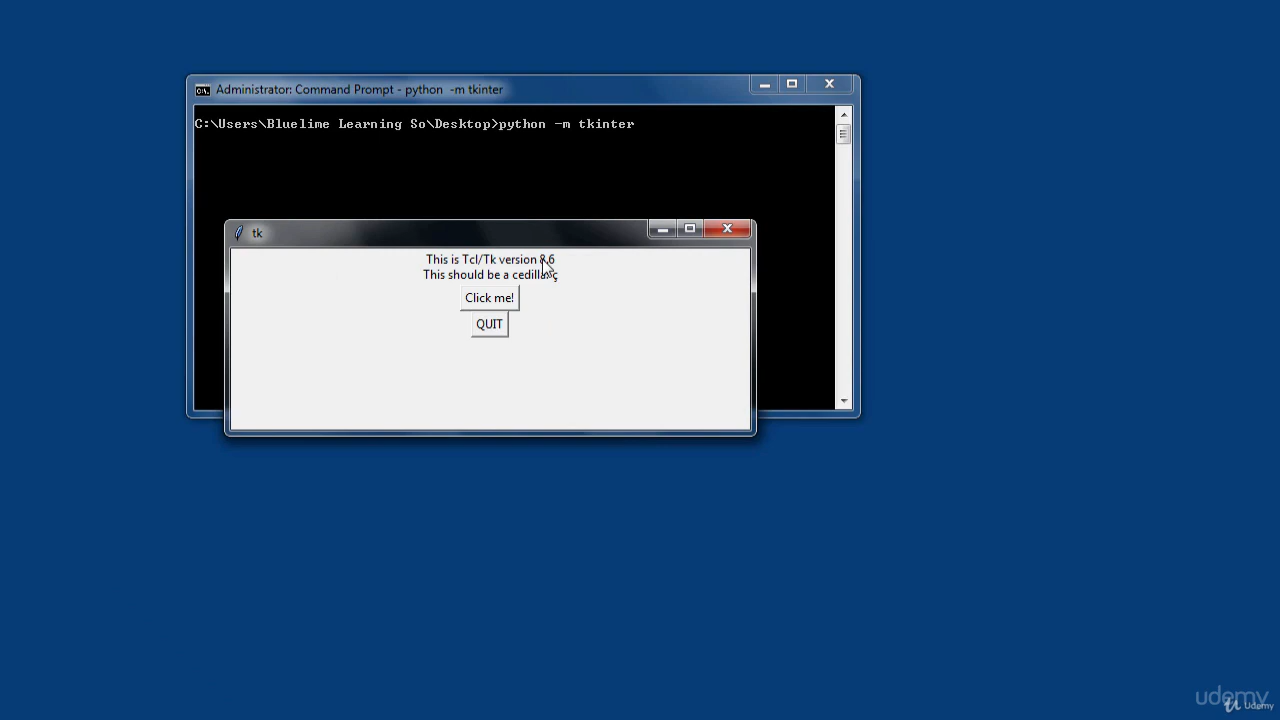 Administrator: Command Prompt - python  -m tkinter
C:\Users\Bluelime Learning So\Desktop>python -m tkinter
tk
This is Tcl/Tk version 8.6
This should be a cedilla: ç
Click me!
QUIT
udemy
Udemy